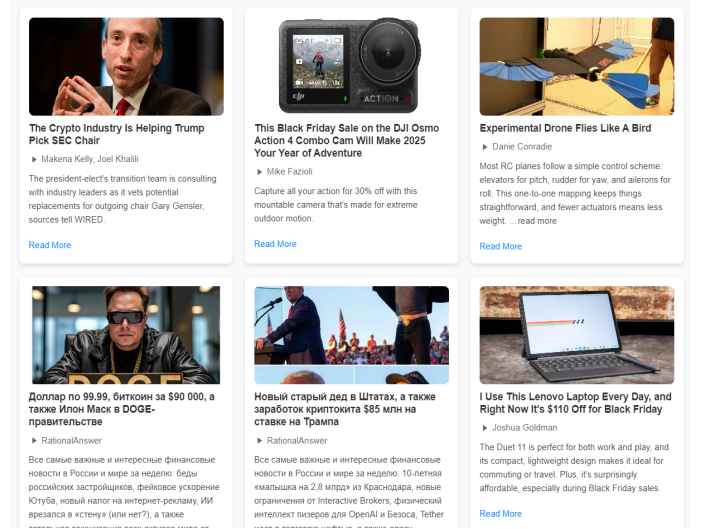 The Crypto Industry Is Helping Trump
Pick SEC Chair
Makena Kelly, Joel Khalili
The president-elect's transition team is consulting
with industry leaders as it vets potential
replacements for outgoing chair Gary Gensler,
sources tell WIRED.
Read More
dji
ACTION
This Black Friday Sale on the DJI Osmo
Action 4 Combo Cam Will Make 2025
Your Year of Adventure
Mike Fazioli
Capture all your action for 30% off with this
mountable camera that's made for extreme
outdoor motion.
Read More
Experimental Drone Flies Like A Bird
Danie Conradie
Most RC planes follow a simple control scheme:
elevators for pitch, rudder for yaw, and ailerons for
roll. This one-to-one mapping keeps things
straightforward, and fewer actuators means less
weight. …read more
Read More
DOGE
Доллар по 99.99, биткоин за $90 000, а
также Илон Маск в DOGE-
правительстве
RationalAnswer
Все самые важные и интересные финансовые
новости в России и мире за неделю: беды
российских застройщиков, фейковое ускорение
Ютуба, новый налог на интернет-рекламу, ИИ
врезался в «стену» (или нет?), а также
Новый старый дед в Штатах, а также
заработок криптокита $85 млн на
ставке на Трампа
RationalAnswer
Все самые важные и интересные финансовые
новости в России и мире за неделю: 10-летняя
«малышка на 2,8 млрд» из Краснодара, новые
ограничения от Interactive Brokers, физический
интеллект пизеров для OpenAI и Безоса, Tether
I Use This Lenovo Laptop Every Day, and
Right Now It's $110 Off for Black Friday
Joshua Goldman
The Duet 11 is perfect for both work and play, and
its compact, lightweight design makes it ideal for
commuting or travel. Plus, it's surprisingly
affordable, especially during Black Friday sales.
Read More